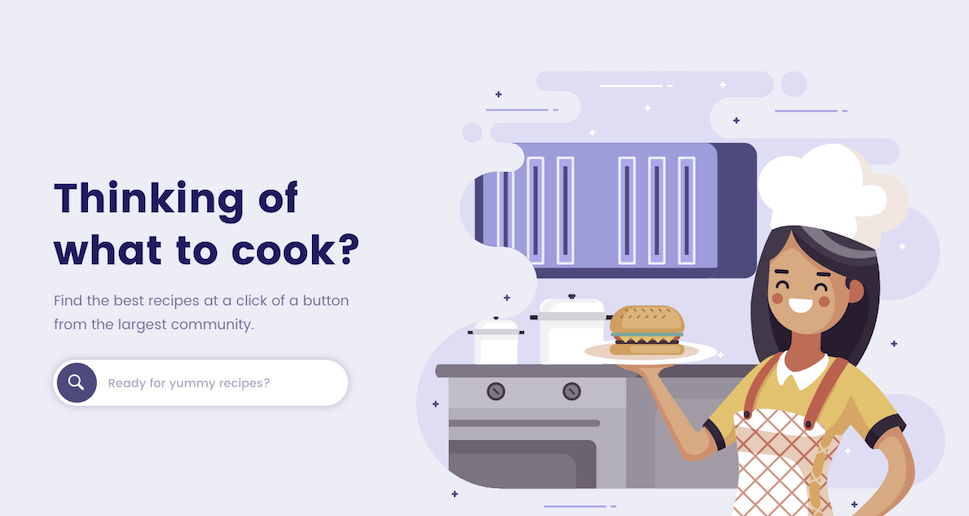 Thinking of
what to cook?
Find the best recipes at a click of a button
from the largest community.
Ready for yummy recipes?